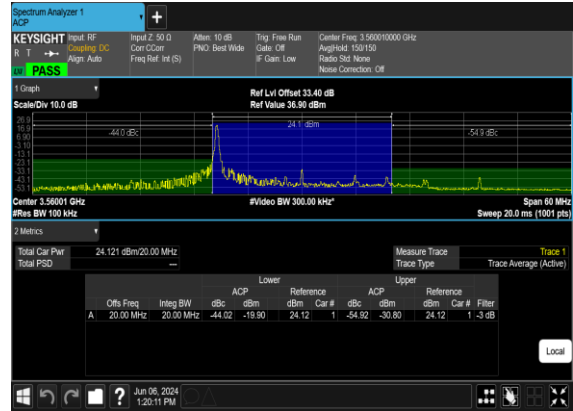 Spectrum Analyzer 1
ACP
+
KEYSIGHT Input: RF Input Z: 50 Ω Atten: 10 dB Trig: Free Run Center Freq: 3.560010000 GHz
R T Coupling: DC Corr CCorr PNO: Best Wide Gate: Off Avg|Hold: 150/150
Align: Auto Freq Ref: Int (S) IF Gain: Low Radio Std: None
PASS Noise Correction: Off
1 Graph Ref Lvl Offset 33.40 dB
Scale/Div 10.0 dB Ref Value 36.90 dBm
26.9
16.9 -44.0 dBc 24.1 dBm -54.9 dBc
6.90
-3.10
-13.1
-23.1
-33.1
-43.1
-53.1
Center 3.56001 GHz #Video BW 300.00 kHz* Span 60 MHz
#Res BW 100 kHz Sweep 20.0 ms (1001 pts)
2 Metrics
Total Car Pwr 24.121 dBm/20.00 MHz Measure Trace Trace 1
Total PSD --- Trace Type Trace Average (Active)
Lower Upper
ACP Reference ACP Reference
Offs Freq Integ BW dBc dBm dBm Car # dBc dBm dBm Car # Filter
A 20.00 MHz 20.00 MHz -44.02 -19.90 24.12 1 -54.92 -30.80 24.12 1 -3 dB
Local
? Jun 06, 2024
1:20:11 PM